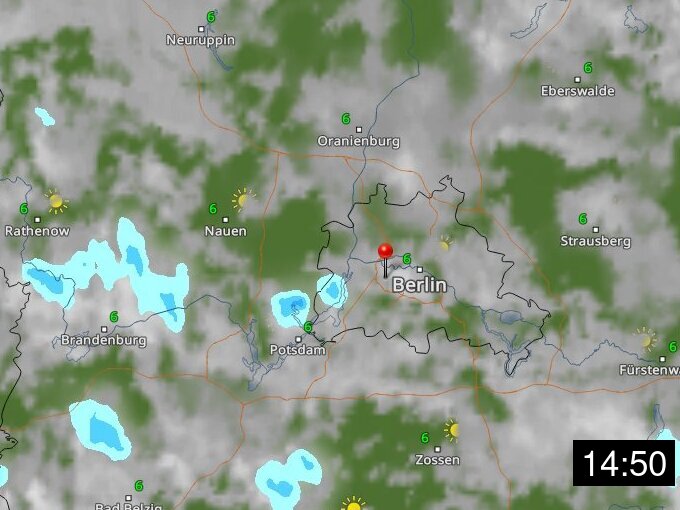 6
Neuruppin
6
Eberswalde
6
Oranienburg
6
Rathenow
6
Nauen
6
Strausberg
6
Berlin
6
Brandenburg
6
Potsdam
6
Fürstenwa
6
Zossen
14:50
6
Bad Belzig